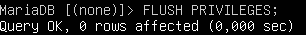 MariaDB [(none)]> FLUSH PRIVILEGES;
Query OK, 0 rows affected (0,000 sec)